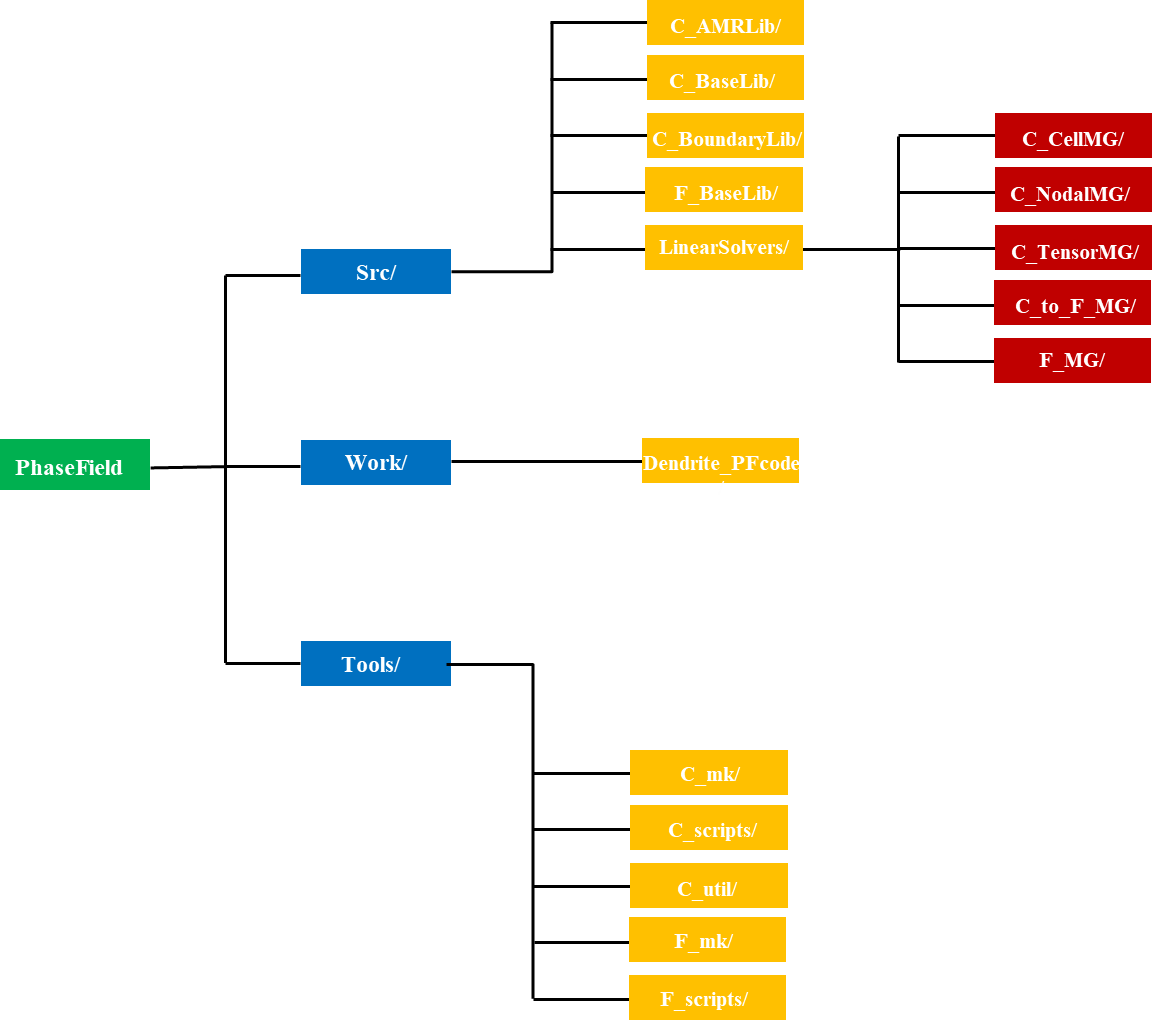 C_AMRLib/
C_BaseLib/
C_BoundaryLib/
F_BaseLib/
LinearSolvers/
C_CellMG/
C_NodalMG/
C_TensorMG/
C_to_F_MG/
F_MG/
Src/
PhaseField
Work/
Dendrite_PFcode
Tools/
C_mk/
C_scripts/
C_util/
F_mk/
F_scripts/